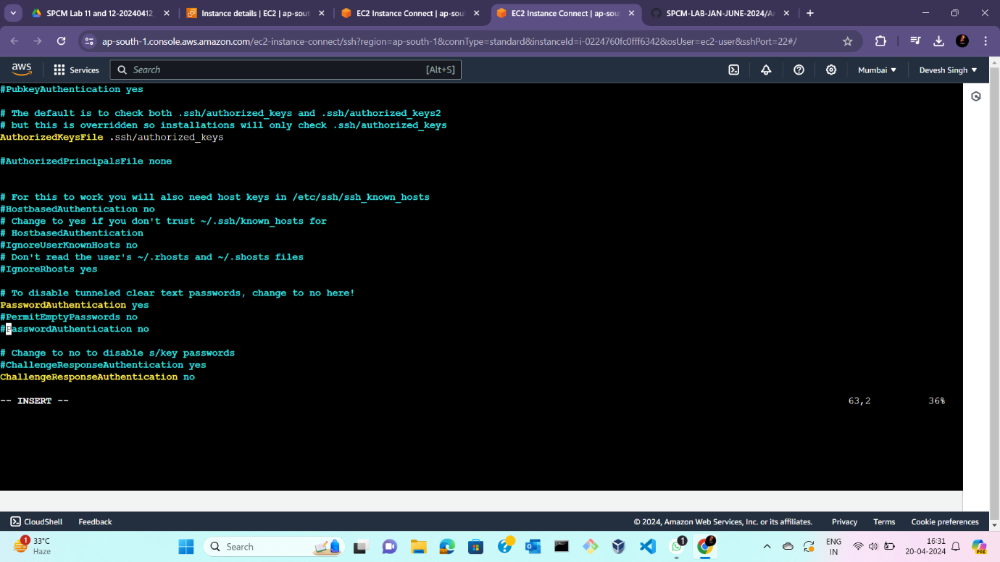 SPCM Lab 11 and 12-20240412_
Instance details | EC2 | ap-sout
EC2 Instance Connect | ap-sou
EC2 Instance Connect | ap-sou
SPCM-LAB-JAN-JUNE-2024/An
ap-south-1.console.aws.amazon.com/ec2-instance-connect/ssh?region=ap-south-1&connType=standard&instanceId=i-0224760fc0fff6342&osUser=ec2-user&sshPort=22#/
aws
Services
Search
[Alt+S]
Mumbai
Devesh Singh
#PubkeyAuthentication yes
# The default is to check both .ssh/authorized_keys and .ssh/authorized_keys2
# but this is overridden so installations will only check .ssh/authorized_keys
AuthorizedKeysFile .ssh/authorized_keys
#AuthorizedPrincipalsFile none
# For this to work you will also need host keys in /etc/ssh/ssh_known_hosts
#HostbasedAuthentication no
# Change to yes if you don't trust ~/.ssh/known_hosts for
# HostbasedAuthentication
#IgnoreUserKnownHosts no
# Don't read the user's ~/.rhosts and ~/.shosts files
#IgnoreRhosts yes
# To disable tunneled clear text passwords, change to no here!
PasswordAuthentication yes
#PermitEmptyPasswords no
#PasswordAuthentication no
# Change to no to disable s/key passwords
#ChallengeResponseAuthentication yes
ChallengeResponseAuthentication no
-- INSERT --
63,2
36%
CloudShell
Feedback
© 2024, Amazon Web Services, Inc. or its affiliates.
Privacy
Terms
Cookie preferences
1
33°C
Haze
Search
1
ENG
IN
16:31
20-04-2024
PRE